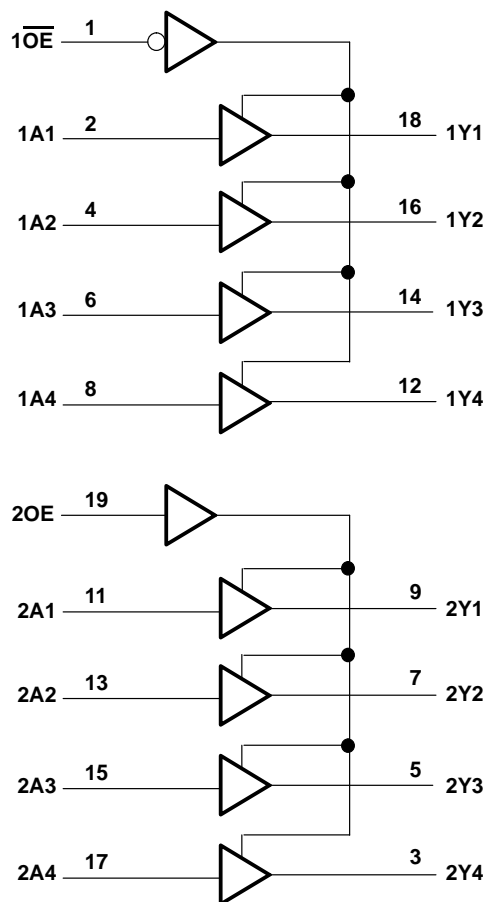 1O̅E̅ 1
1A1 2 18 1Y1
1A2 4 16 1Y2
1A3 6 14 1Y3
1A4 8 12 1Y4
2OE 19
2A1 11 9 2Y1
2A2 13 7 2Y2
2A3 15 5 2Y3
2A4 17 3 2Y4